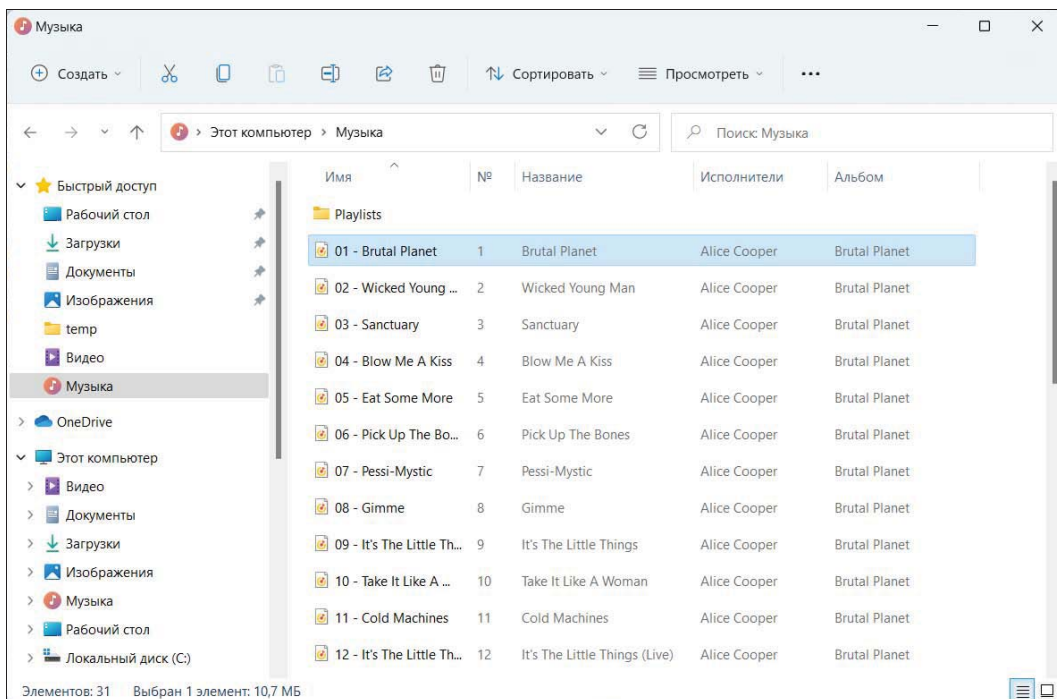 Музыка
Создать
Сортировать
Просмотреть
Этот компьютер > Музыка
Поиск: Музыка
Быстрый доступ
Рабочий стол
Загрузки
Документы
Изображения
temp
Видео
Музыка
OneDrive
Этот компьютер
Видео
Документы
Загрузки
Изображения
Музыка
Рабочий стол
Локальный диск (C:)
Имя № Название Исполнители Альбом
Playlists
01 - Brutal Planet 1 Brutal Planet Alice Cooper Brutal Planet
02 - Wicked Young ... 2 Wicked Young Man Alice Cooper Brutal Planet
03 - Sanctuary 3 Sanctuary Alice Cooper Brutal Planet
04 - Blow Me A Kiss 4 Blow Me A Kiss Alice Cooper Brutal Planet
05 - Eat Some More 5 Eat Some More Alice Cooper Brutal Planet
06 - Pick Up The Bo... 6 Pick Up The Bones Alice Cooper Brutal Planet
07 - Pessi-Mystic 7 Pessi-Mystic Alice Cooper Brutal Planet
08 - Gimme 8 Gimme Alice Cooper Brutal Planet
09 - It's The Little Th... 9 It's The Little Things Alice Cooper Brutal Planet
10 - Take It Like A ... 10 Take It Like A Woman Alice Cooper Brutal Planet
11 - Cold Machines 11 Cold Machines Alice Cooper Brutal Planet
12 - It's The Little Th... 12 It's The Little Things (Live) Alice Cooper Brutal Planet
Элементов: 31 Выбран 1 элемент: 10,7 МБ